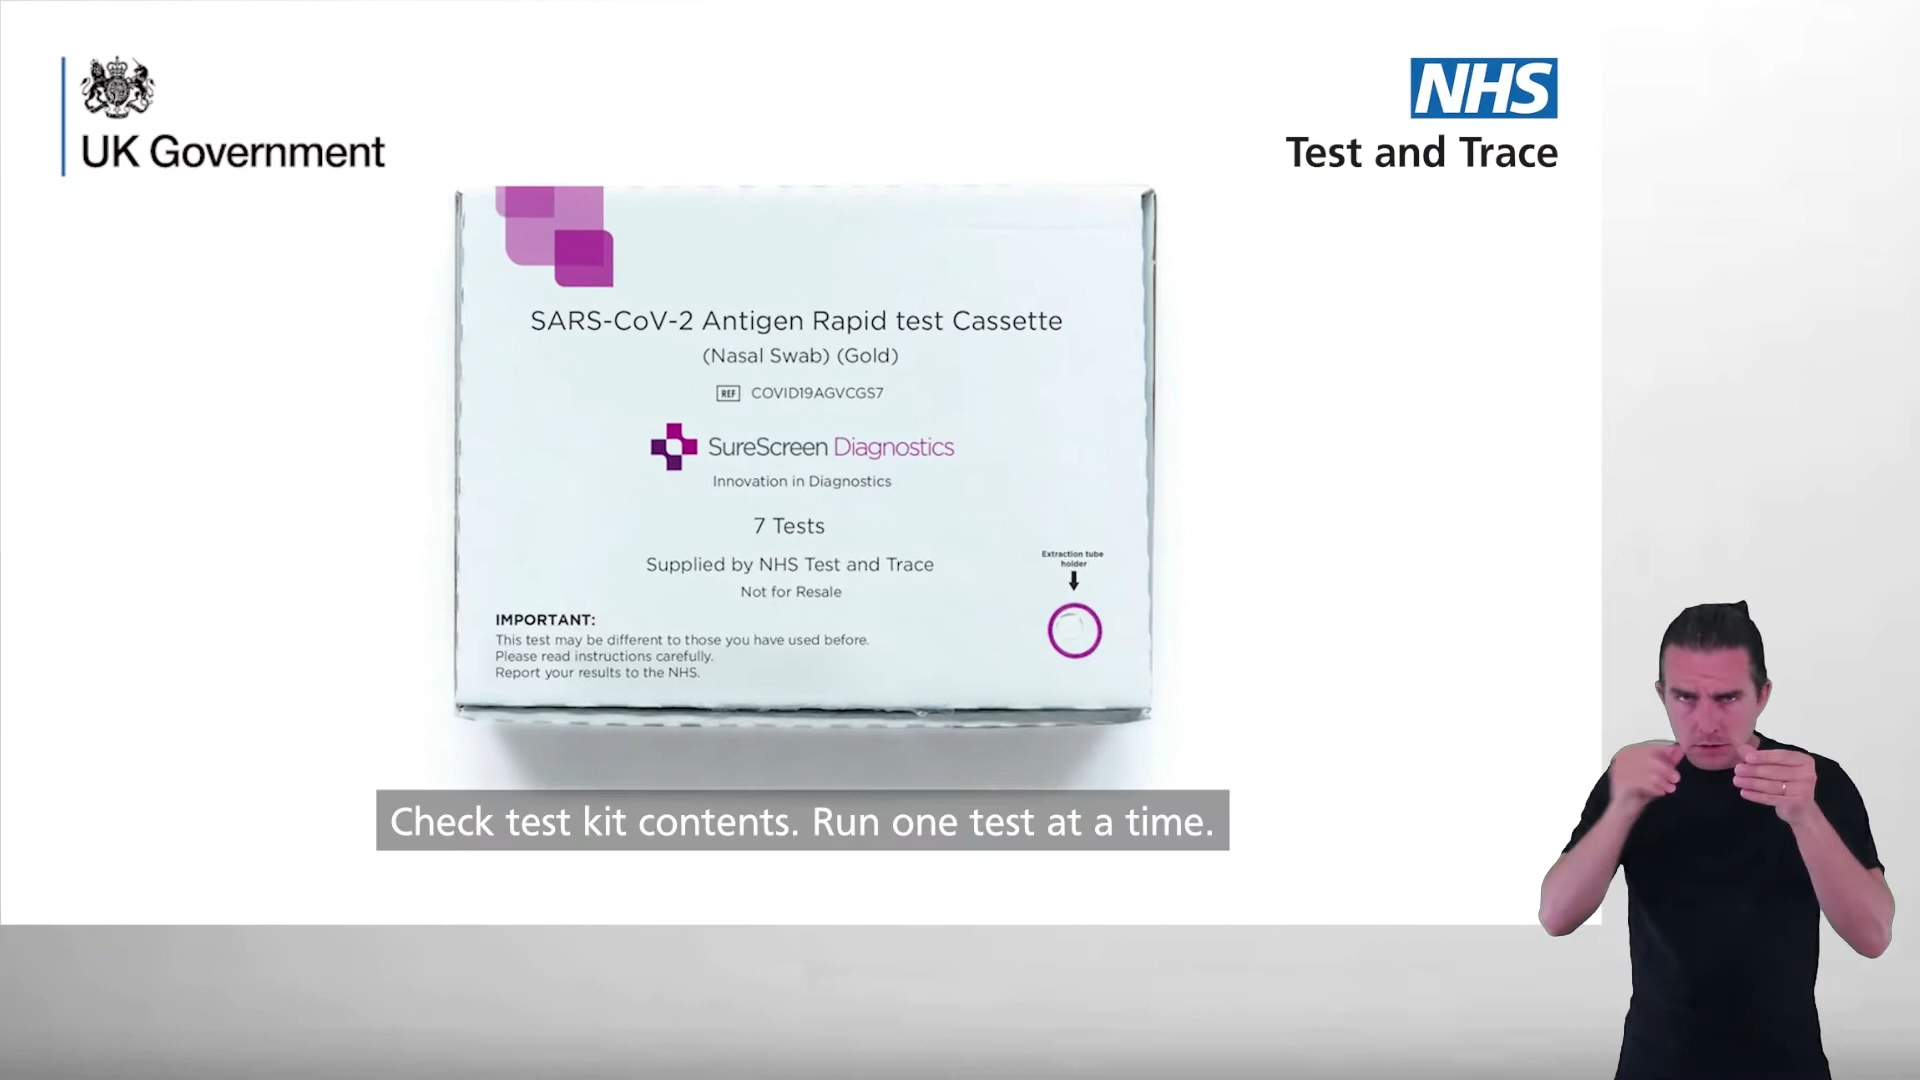 UK Government
NHS
Test and Trace
SARS-CoV-2 Antigen Rapid test Cassette
(Nasal Swab) (Gold)
REF COVID19AGVCGS7
SureScreen Diagnostics
Innovation in Diagnostics
7 Tests
Supplied by NHS Test and Trace
Not for Resale
Extraction tube
holder
IMPORTANT:
This test may be different to those you have used before.
Please read instructions carefully.
Report your results to the NHS.
Check test kit contents. Run one test at a time.